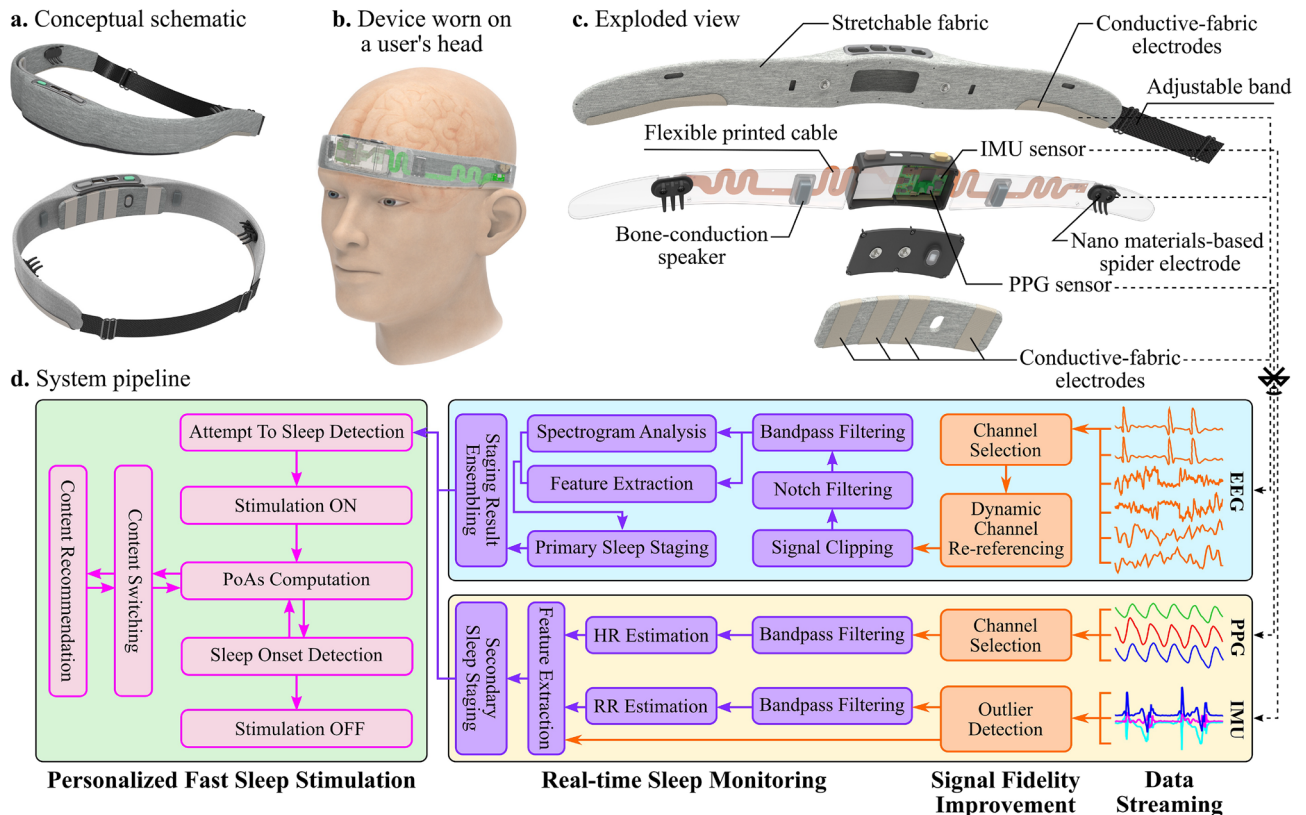 a. Conceptual schematic
b. Device worn on
a user's head
c. Exploded view
Stretchable fabric
Conductive-fabric
electrodes
Adjustable band
Flexible printed cable
IMU sensor
Bone-conduction
speaker
Nano materials-based
spider electrode
PPG sensor
Conductive-fabric
electrodes
d. System pipeline
Attempt To Sleep Detection
Stimulation ON
PoAs Computation
Sleep Onset Detection
Stimulation OFF
Content Switching
Content Recommendation
Personalized Fast Sleep Stimulation
Staging Result
Ensembling
Spectrogram Analysis
Feature Extraction
Primary Sleep Staging
Bandpass Filtering
Notch Filtering
Signal Clipping
Channel
Selection
Dynamic
Channel
Re-referencing
EEG
Secondary
Sleep Staging
Feature Extraction
HR Estimation
Bandpass Filtering
Channel
Selection
PPG
RR Estimation
Bandpass Filtering
Outlier
Detection
IMU
Real-time Sleep Monitoring
Signal Fidelity
Improvement
Data
Streaming